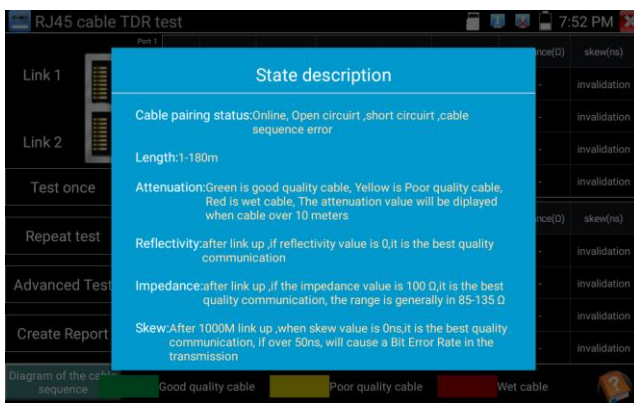 RJ45 cable TDR test
7:52 PM
Port 1
nce(Ω) skew(ns)
Link 1
- invalidation
- invalidation
Link 2
- invalidation
Test once
- invalidation
nce(Ω) skew(ns)
Repeat test
- invalidation
Advanced Test
- invalidation
- invalidation
Create Report
- invalidation
State description
Cable pairing status:Online, Open circuirt ,short circuirt ,cable
sequence error
Length:1-180m
Attenuation:Green is good quality cable, Yellow is Poor quality cable,
Red is wet cable, The attenuation value will be diplayed
when cable over 10 meters
Reflectivity:after link up ,if reflectivity value is 0,it is the best quality
communication
Impedance:after link up ,if the impedance value is 100 Ω,it is the best
quality communication, the range is generally in 85-135 Ω
Skew:After 1000M link up ,when skew value is 0ns,it is the best quality
communication, if over 50ns, will cause a Bit Error Rate in the
transmission
Diagram of the cable
sequence
Good quality cable Poor quality cable Wet cable